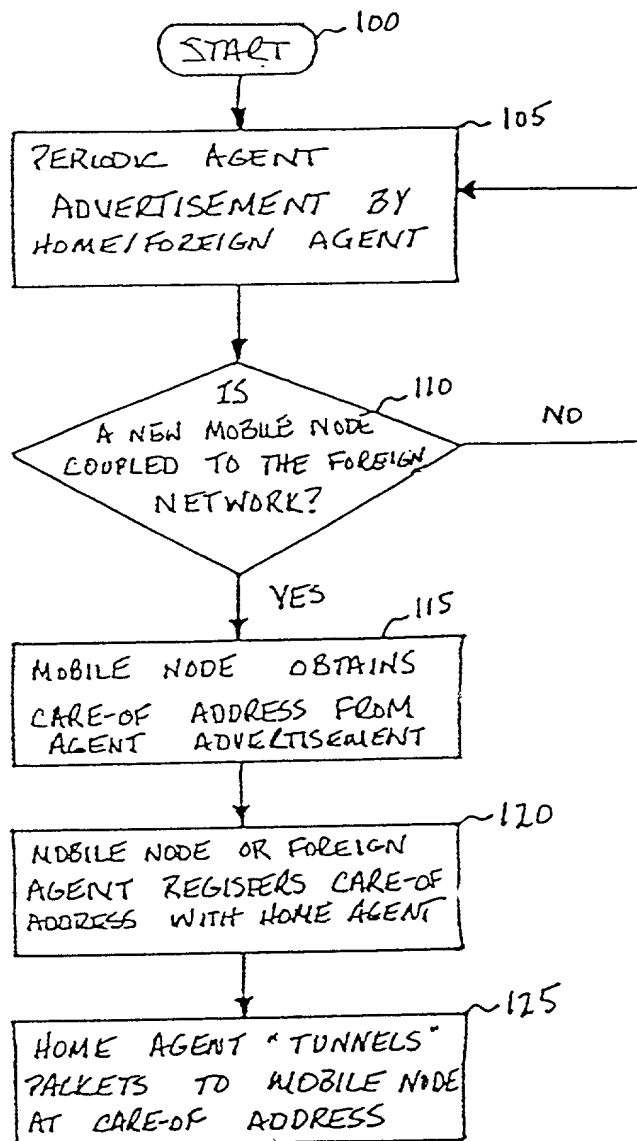 START
100
105
PERIODIC AGENT
ADVERTISEMENT BY
HOME/FOREIGN AGENT
IS
110
A NEW MOBILE NODE
COUPLED TO THE FOREIGN
NETWORK?
NO
YES
115
MOBILE NODE OBTAINS
CARE-OF ADDRESS FROM
AGENT ADVERTISEMENT
120
MOBILE NODE OR FOREIGN
AGENT REGISTERS CARE-OF
ADDRESS WITH HOME AGENT
125
HOME AGENT "TUNNELS"
PACKETS TO MOBILE NODE
AT CARE-OF ADDRESS